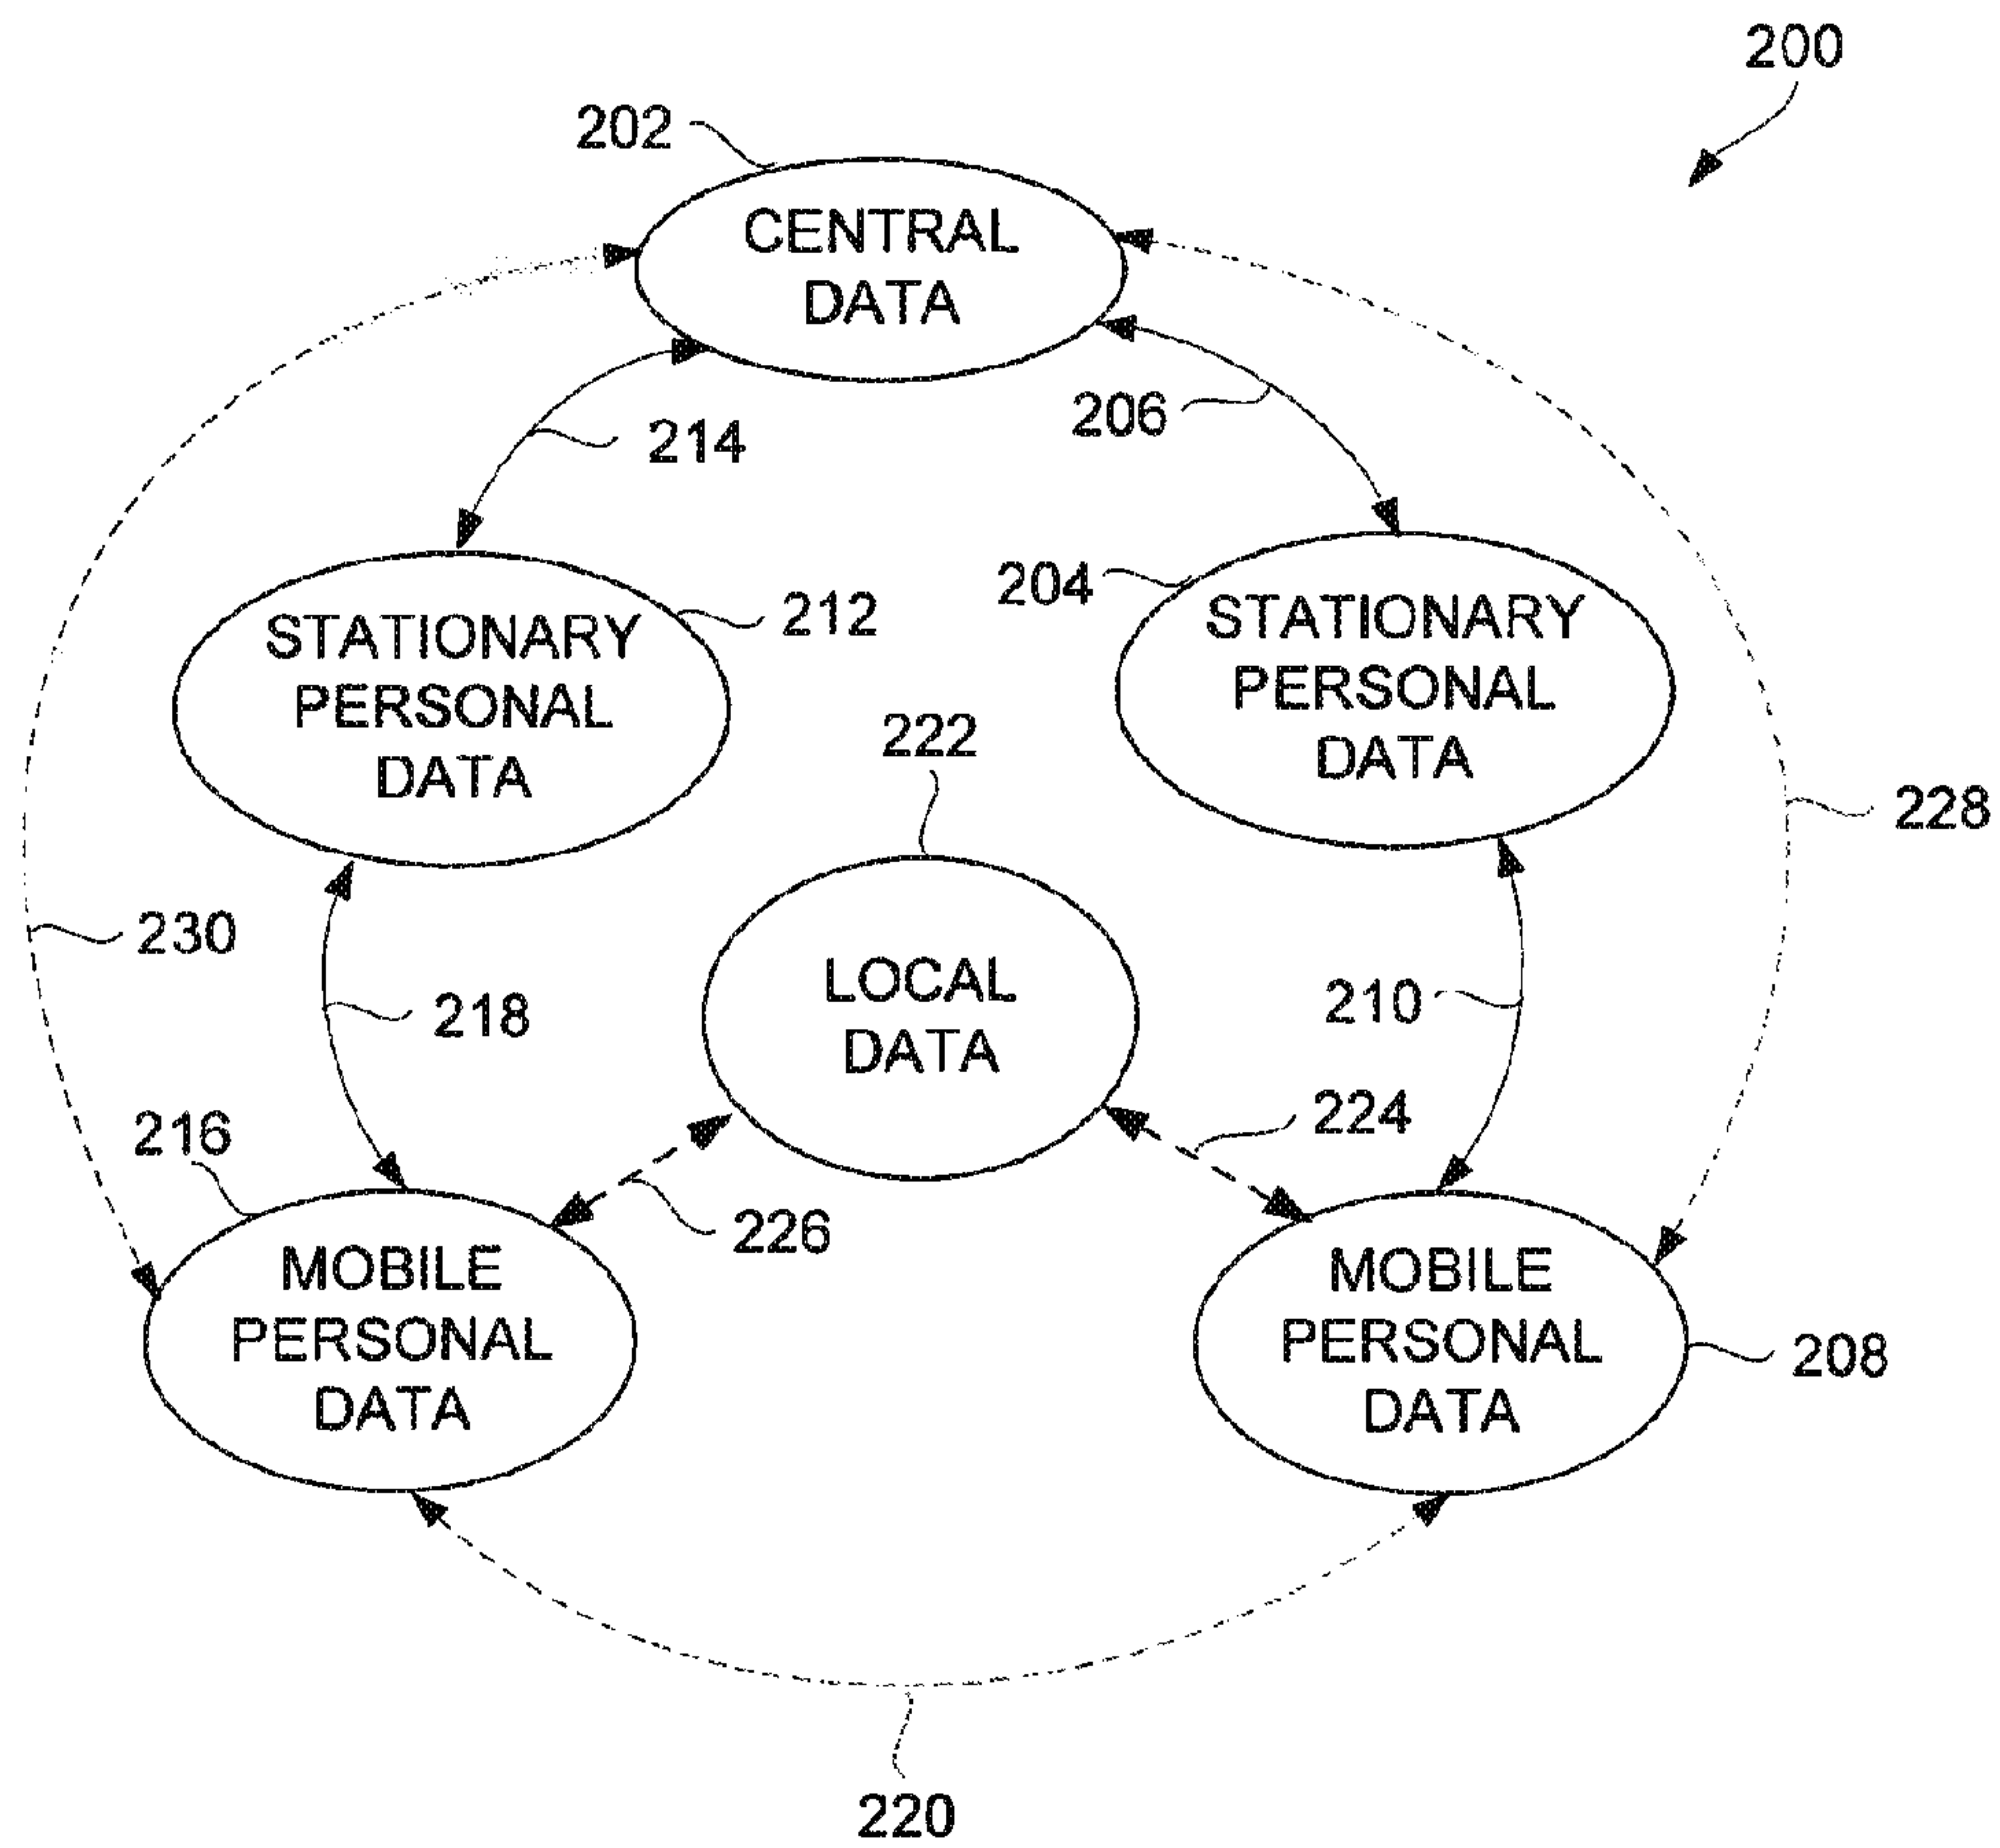 200
202
CENTRAL
DATA
206
214
204
STATIONARY
PERSONAL
DATA
212
STATIONARY
PERSONAL
DATA
222
228
230
LOCAL
DATA
218
210
224
216
226
MOBILE
PERSONAL
DATA
MOBILE
PERSONAL
DATA
208
220